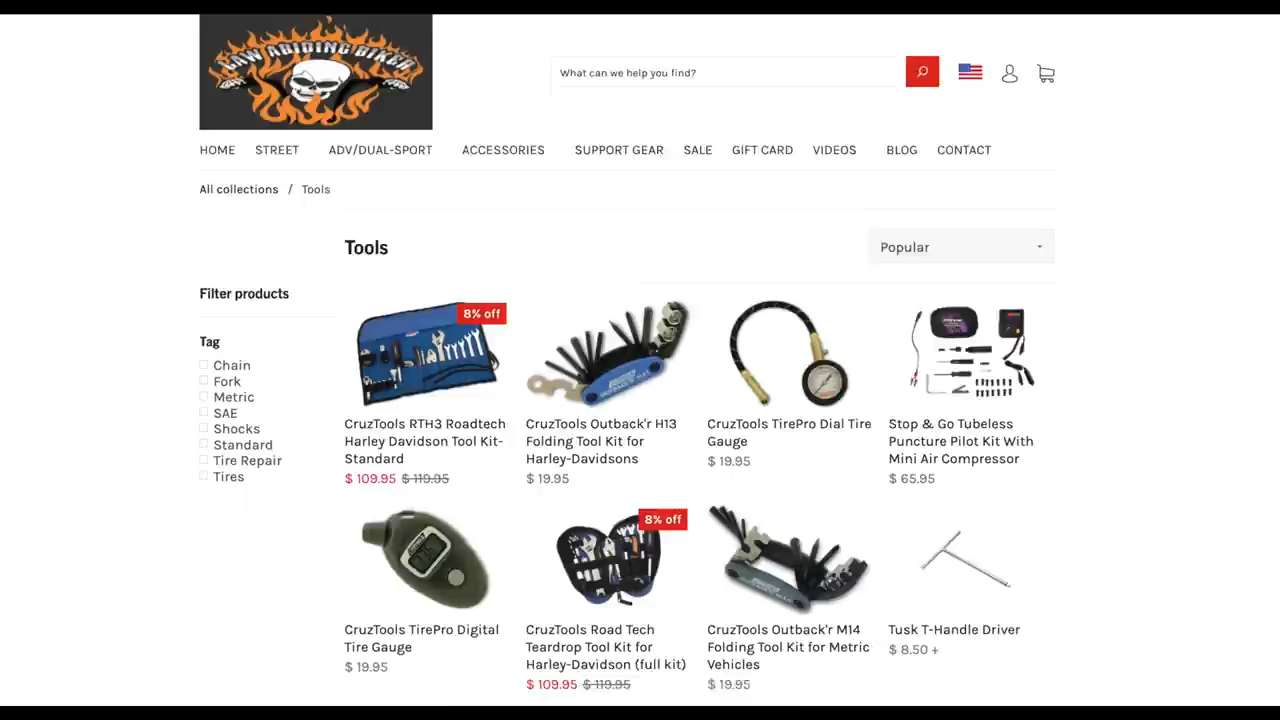 LAW ABIDING BIKER
What can we help you find?
HOME STREET ADV/DUAL-SPORT ACCESSORIES SUPPORT GEAR SALE GIFT CARD VIDEOS BLOG CONTACT
All collections / Tools
Tools
Popular
Filter products
Tag
Chain
Fork
Metric
SAE
Shocks
Standard
Tire Repair
Tires
8% off
CruzTools RTH3 Roadtech
Harley Davidson Tool Kit-
Standard
$ 109.95 $ 119.95
CruzTools Outback'r H13
Folding Tool Kit for
Harley-Davidsons
$ 19.95
CruzTools TirePro Dial Tire
Gauge
$ 19.95
Stop & Go Tubeless
Puncture Pilot Kit With
Mini Air Compressor
$ 65.95
CruzTools TirePro Digital
Tire Gauge
$ 19.95
8% off
CruzTools Road Tech
Teardrop Tool Kit for
Harley-Davidson (full kit)
$ 109.95 $ 119.95
CruzTools Outback'r M14
Folding Tool Kit for Metric
Vehicles
$ 19.95
Tusk T-Handle Driver
$ 8.50 +